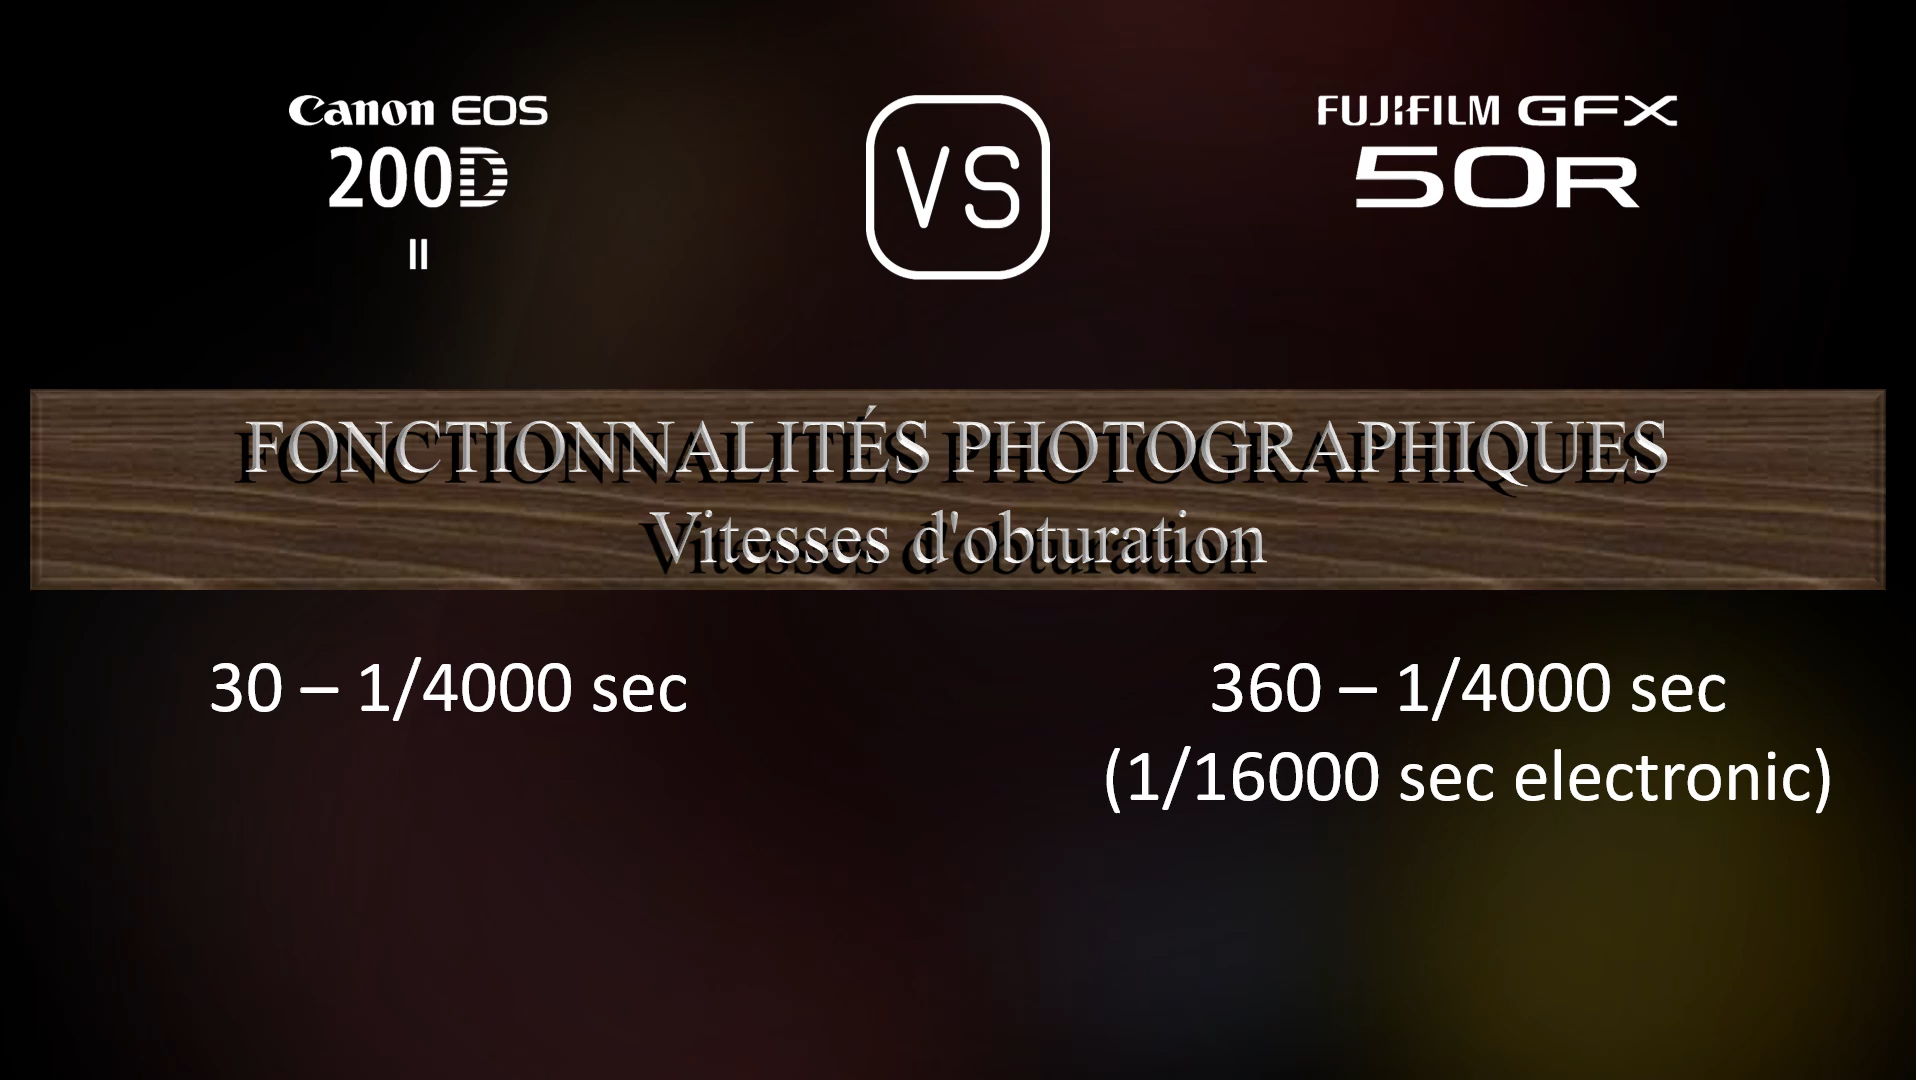 Canon EOS
200D
II
VS
FUJIFILM GFX
50R
FONCTIONNALITÉS PHOTOGRAPHIQUES
Vitesses d'obturation
30 – 1/4000 sec
360 – 1/4000 sec
(1/16000 sec electronic)